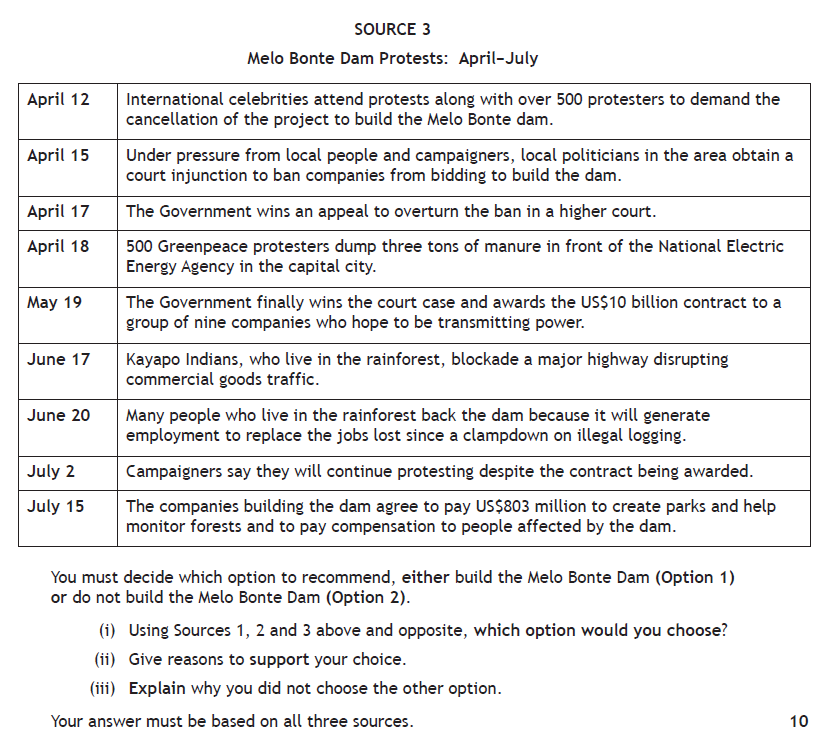 SOURCE 3
Melo Bonte Dam Protests: April–July
April 12
International celebrities attend protests along with over 500 protesters to demand the
cancellation of the project to build the Melo Bonte dam.
April 15
Under pressure from local people and campaigners, local politicians in the area obtain a
court injunction to ban companies from bidding to build the dam.
April 17
The Government wins an appeal to overturn the ban in a higher court.
April 18
500 Greenpeace protesters dump three tons of manure in front of the National Electric
Energy Agency in the capital city.
May 19
The Government finally wins the court case and awards the US$10 billion contract to a
group of nine companies who hope to be transmitting power.
June 17
Kayapo Indians, who live in the rainforest, blockade a major highway disrupting
commercial goods traffic.
June 20
Many people who live in the rainforest back the dam because it will generate
employment to replace the jobs lost since a clampdown on illegal logging.
July 2
Campaigners say they will continue protesting despite the contract being awarded.
July 15
The companies building the dam agree to pay US$803 million to create parks and help
monitor forests and to pay compensation to people affected by the dam.
You must decide which option to recommend, either build the Melo Bonte Dam (Option 1)
or do not build the Melo Bonte Dam (Option 2).
(i) Using Sources 1, 2 and 3 above and opposite, which option would you choose?
(ii) Give reasons to support your choice.
(iii) Explain why you did not choose the other option.
Your answer must be based on all three sources. 10